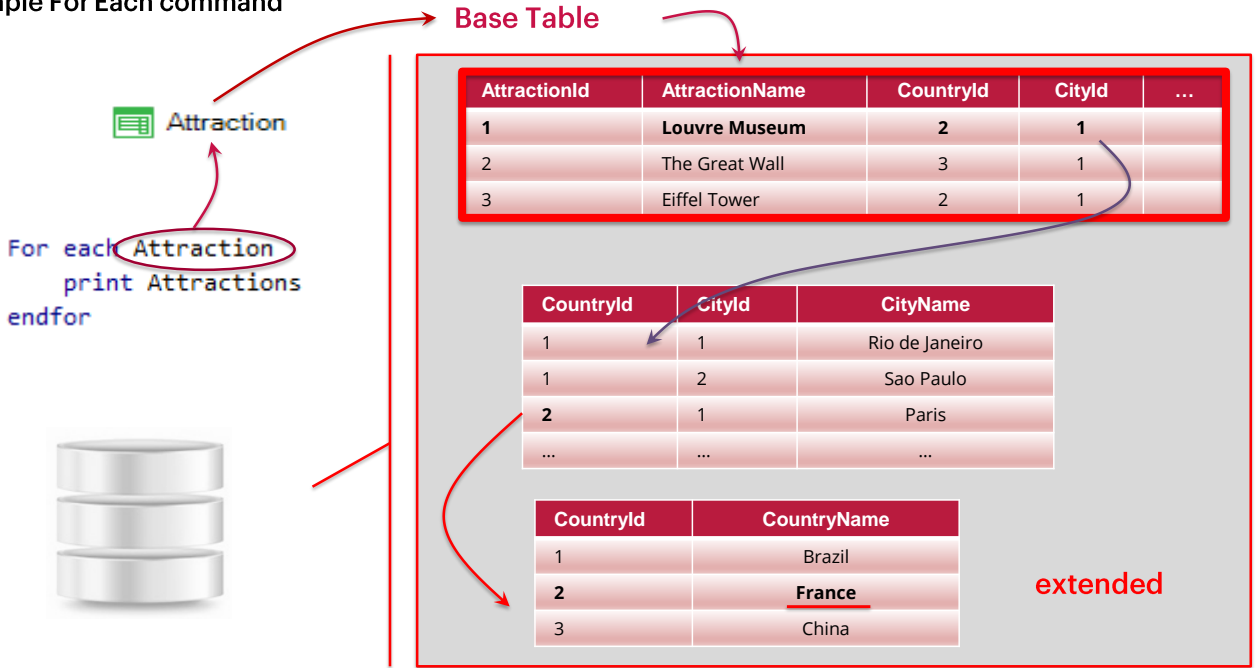 ple For Each command
Base Table
Attraction
For each Attraction
print Attractions
endfor
AttractionId AttractionName CountryId CityId ...
1 Louvre Museum 2 1
2 The Great Wall 3 1
3 Eiffel Tower 2 1
CountryId CityId CityName
1 1 Rio de Janeiro
1 2 Sao Paulo
2 1 Paris
... ... ...
CountryId CountryName
1 Brazil
2 France
3 China
extended